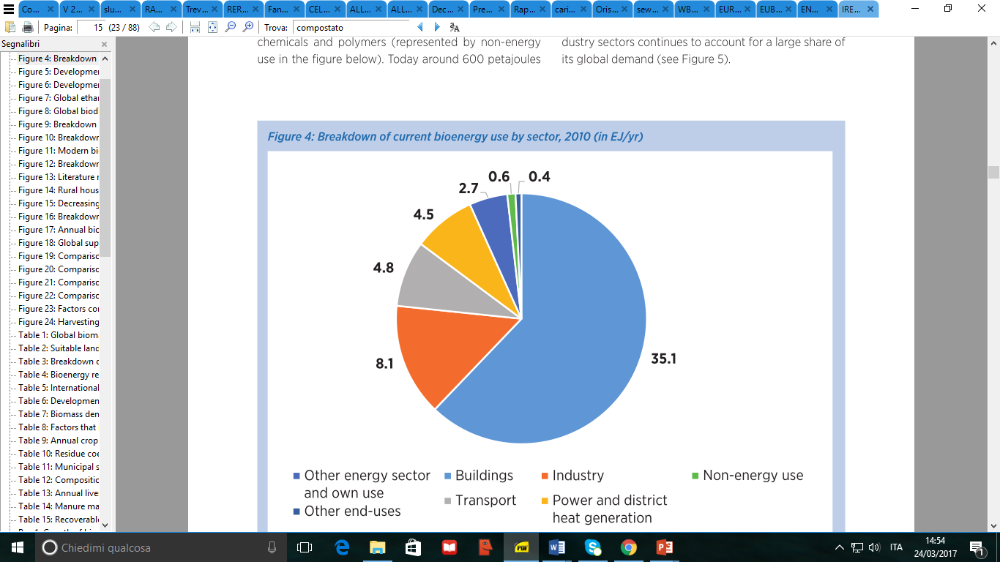 Co... V 2... slu... RA... Trev... RER... Fan... CEL... ALL... ALL... Dec... Pre... Rap... cari... Oris... sew... WB... EUR... EUB... EN... IRE...
Pagina: 15 (23 / 88) Trova: compostato
Segnalibri
Figure 4: Breakdown
Figure 5: Developme
Figure 6: Developme
Figure 7: Global etha
Figure 8: Global biod
Figure 9: Breakdown
Figure 10: Breakdowr
Figure 11: Modern bi
Figure 12: Breakdowr
Figure 13: Literature r
Figure 14: Rural hous
Figure 15: Decreasing
Figure 16: Breakdowr
Figure 17: Annual bio
Figure 18: Global sup
Figure 19: Comparisc
Figure 20: Comparisc
Figure 21: Comparisc
Figure 22: Comparisc
Figure 23: Factors co
Figure 24: Harvesting
Table 1: Global biom
Table 2: Suitable lanc
Table 3: Breakdown c
Table 4: Bioenergy re
Table 5: International
Table 6: Developmen
Table 7: Biomass den
Table 8: Factors that
Table 9: Annual crop
Table 10: Residue coe
Table 11: Municipal s
Table 12: Compositic
Table 13: Annual live
Table 14: Manure ma
Table 15: Recoverabl
chemicals and polymers (represented by non-energy
use in the figure below). Today around 600 petajoules
dustry sectors continues to account for a large share of
its global demand (see Figure 5).
Figure 4: Breakdown of current bioenergy use by sector, 2010 (in EJ/yr)
0.6 0.4
2.7
4.5
4.8
8.1
35.1
Other energy sector
and own use
Other end-uses
Buildings
Transport
Industry
Power and district
heat generation
Non-energy use
Chiedimi qualcosa
PDF
ITA
14:54
24/03/2017
1